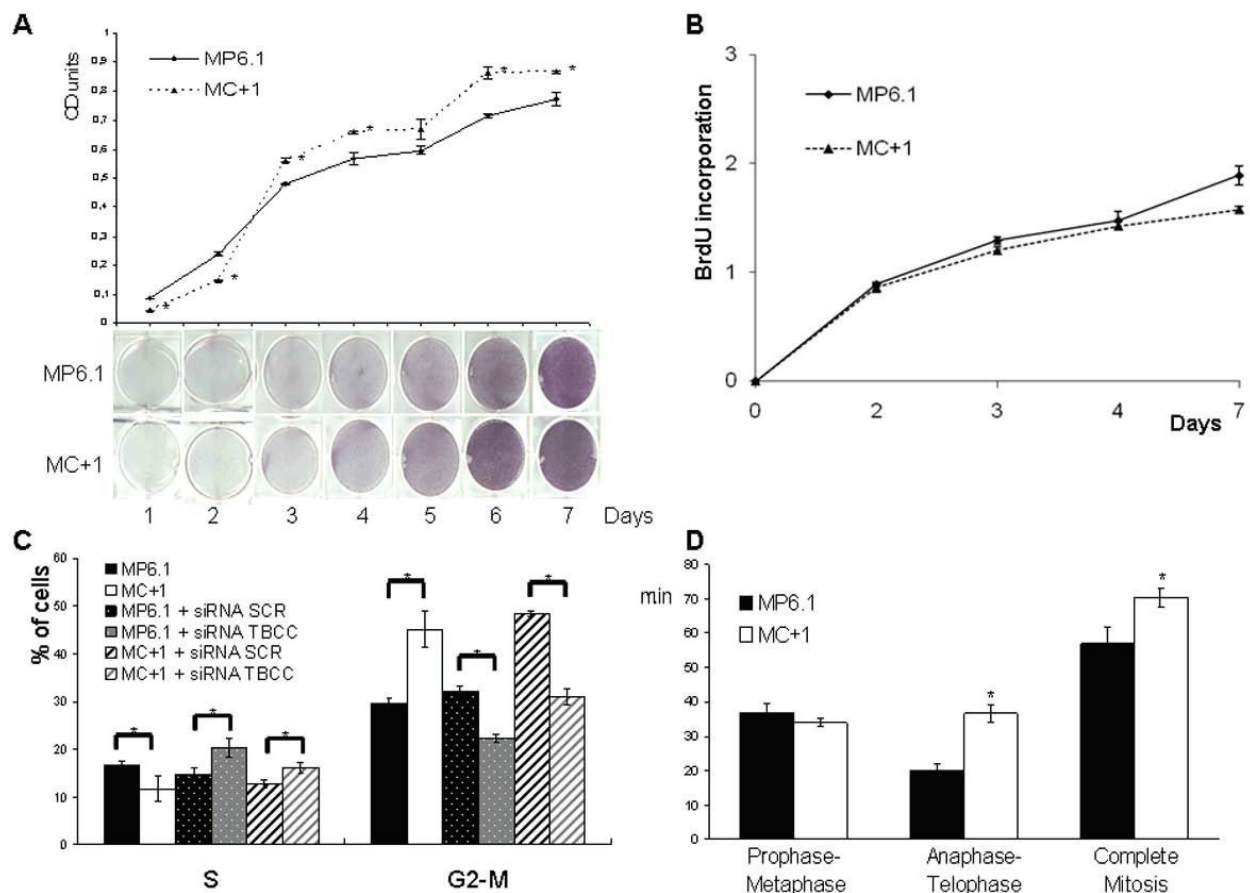 A
OD units
1
0,9
0,8
0,7
0,6
0,5
0,4
0,3
0,2
0,1
0
MP6.1
MC+1
* * * * * *
MP6.1
MC+1
1 2 3 4 5 6 7 Days
B
BrdU incorporation
3
2
1
0
MP6.1
MC+1
0 2 3 4 7
Days
C
% of cells
60
50
40
30
20
10
0
MP6.1
MC+1
MP6.1 + siRNA SCR
MP6.1 + siRNA TBCC
MC+1 + siRNA SCR
MC+1 + siRNA TBCC
* * * * * *
S G2-M
D
min
80
70
60
50
40
30
20
10
0
MP6.1
MC+1
* *
Prophase-
Metaphase
Anaphase-
Telophase
Complete
Mitosis